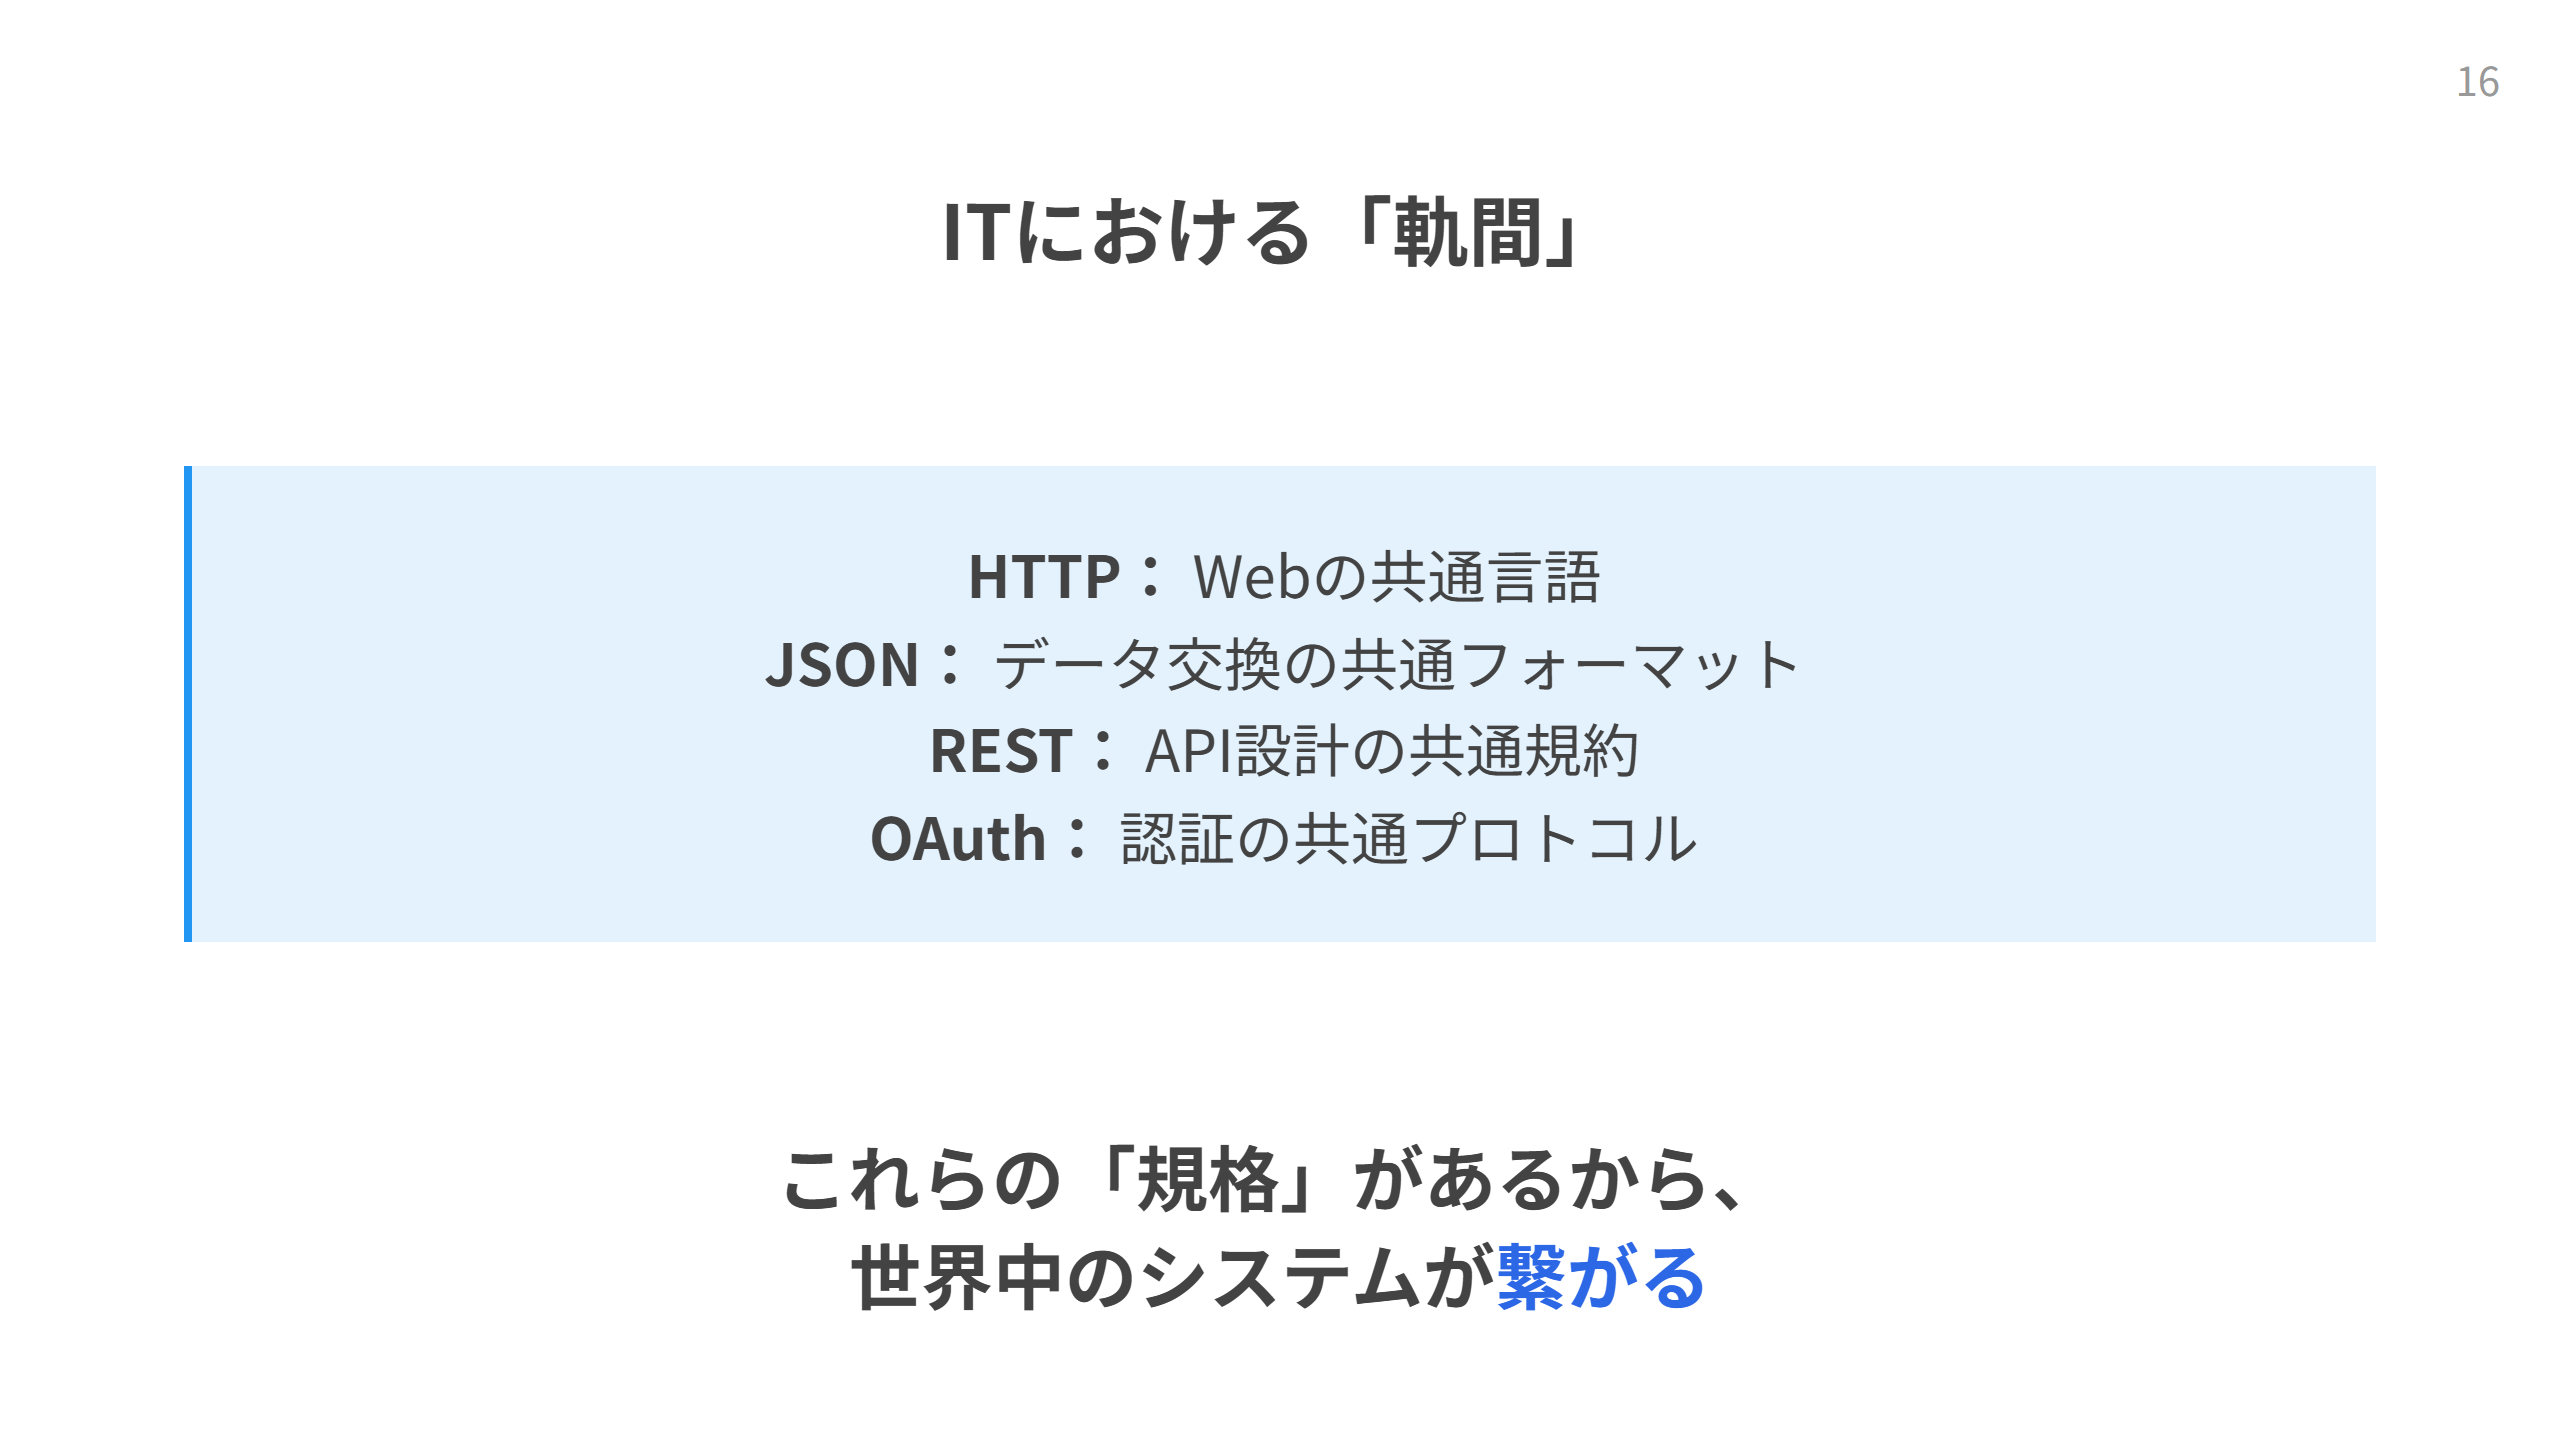 16
ITにおける「軌間」
HTTP： Webの共通言語
JSON： データ交換の共通フォーマット
REST： API設計の共通規約
OAuth： 認証の共通プロトコル
これらの「規格」があるから、
世界中のシステムが繋がる